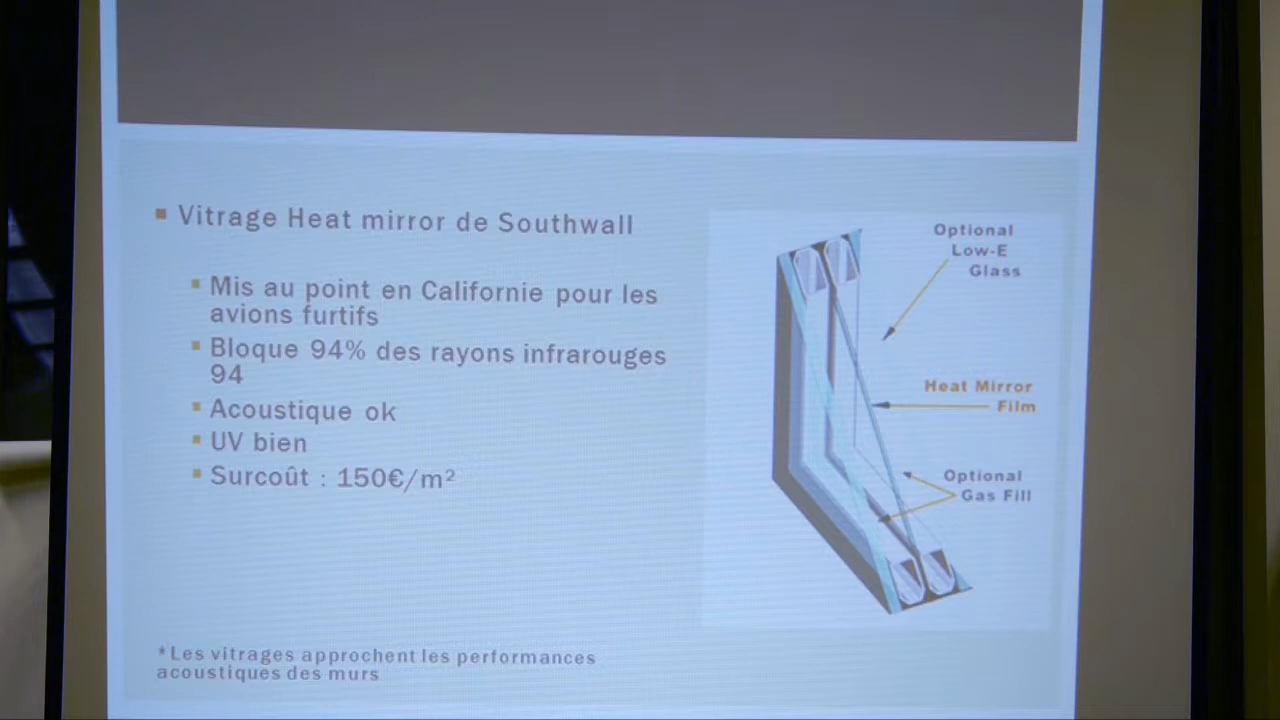 Vitrage Heat mirror de Southwall
Mis au point en Californie pour les
avions furtifs
Bloque 94% des rayons infrarouges
94
Acoustique ok
UV bien
Surcoût : 150€/m²
*Les vitrages approchent les performances
acoustiques des murs
Optional
Low-E
Glass
Heat Mirror
Film
Optional
Gas Fill